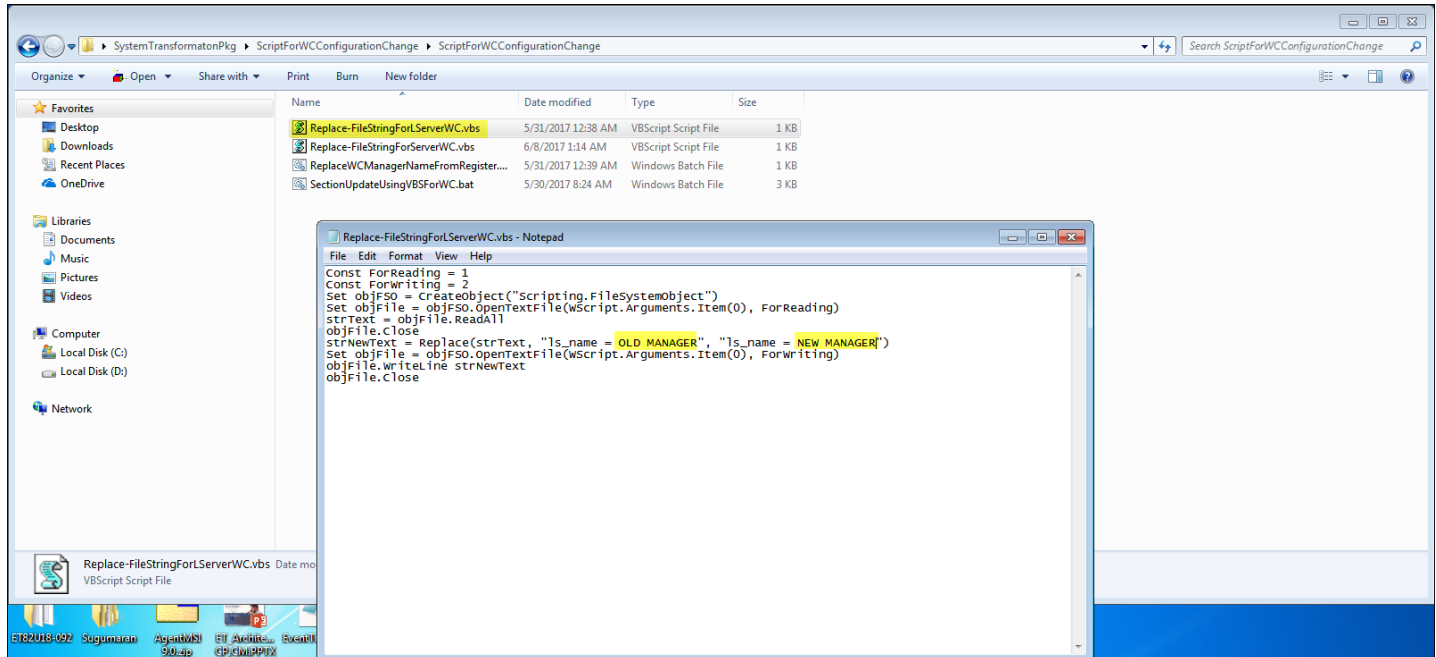 SystemTransformatonPkg ▸ ScriptForWCConfigurationChange ▸ ScriptForWCConfigurationChange
Search ScriptForWCConfigurationChange
Organize Open Share with Print Burn New folder
Favorites
Desktop
Downloads
Recent Places
OneDrive
Libraries
Documents
Music
Pictures
Videos
Computer
Local Disk (C:)
Local Disk (D:)
Network
Name Date modified Type Size
Replace-FileStringForLServerWC.vbs 5/31/2017 12:38 AM VBScript Script File 1 KB
Replace-FileStringForSerWC.vbs 6/8/2017 1:14 AM VBScript Script File 1 KB
ReplaceWCManagerNameFromRegister.... 5/31/2017 12:39 AM Windows Batch File 1 KB
SectionUpdateUsingVBSForWC.bat 5/30/2017 8:24 AM Windows Batch File 3 KB
Replace-FileStringForLServerWC.vbs - Notepad
File Edit Format View Help
Const ForReading = 1
Const ForWriting = 2
Set objFSO = CreateObject("Scripting.FileSystemObject")
Set objFile = objFSO.OpenTextFile(WScript.Arguments.Item(0), ForReading)
strText = objFile.ReadAll
objFile.Close
strNewText = Replace(strText, "ls_name = OLD MANAGER", "ls_name = NEW MANAGER")
Set objFile = objFSO.OpenTextFile(WScript.Arguments.Item(0), ForWriting)
objFile.WriteLine strNewText
objFile.Close
Replace-FileStringForLServerWC.vbs Date mo
VBScript Script File
ET82U18-092 Sugumaran AgentMSI
9.0.zip